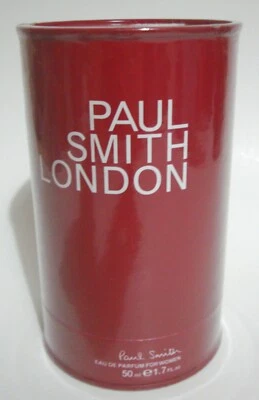 PAUL
SMITH
LONDON
Paul Smith
EAU DE PARFUM FOR WOMEN
50 ml e 1.7 FL.OZ